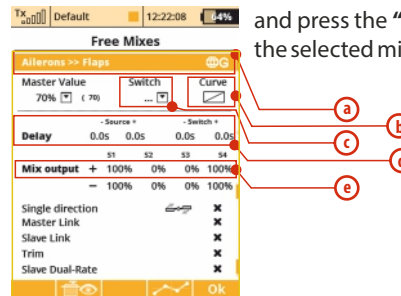 Tx Default 12:22:08 64%
Free Mixes
Ailerons >> Flaps G
Master Value Switch Curve
70% ( 70) ...
- Source + - Switch +
Delay 0.0s 0.0s 0.0s 0.0s
S1 S2 S3 S4
Mix output + 100% 0% 0% 100%
− 100% 0% 0% 100%
Single direction ✖
Master Link ✖
Slave Link ✖
Trim ✖
Slave Dual-Rate ✖
Ok
and press the “
the selected mi
a
b
c
e